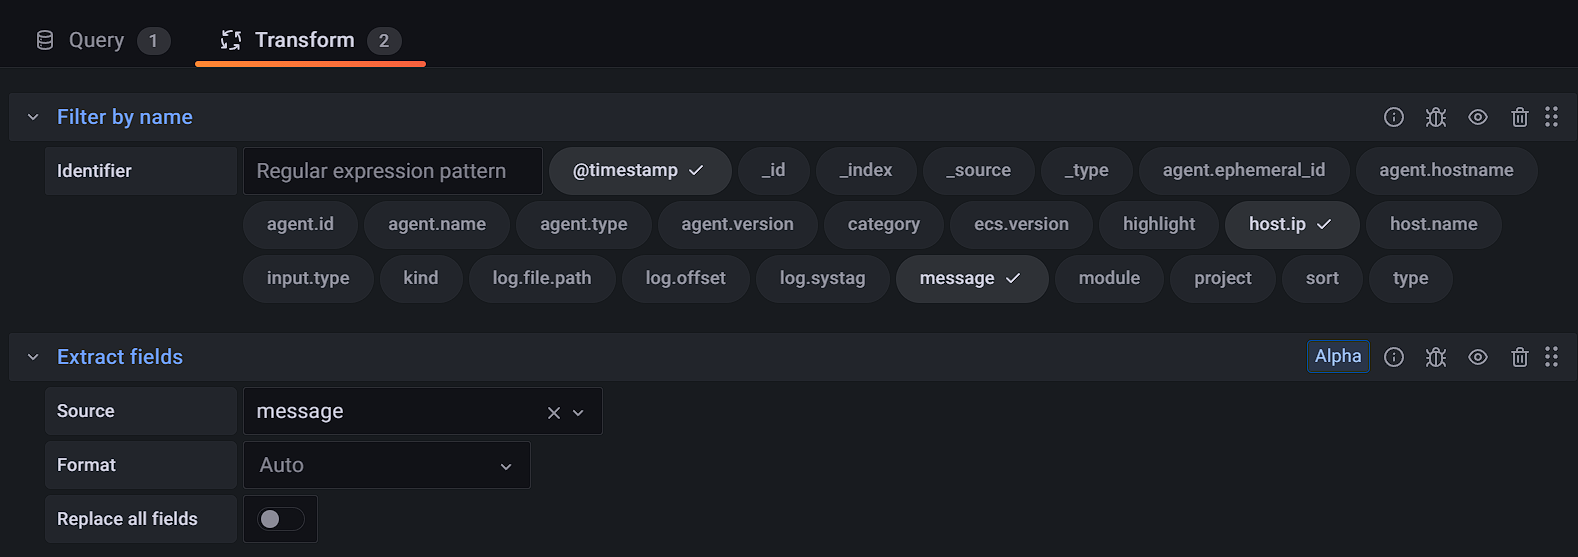 Query 1 Transform 2
Filter by name
Identifier Regular expression pattern @timestamp _id _index _source _type agent.ephemeral_id agent.hostname
agent.id agent.name agent.type agent.version category ecs.version highlight host.ip host.name
input.type kind log.file.path log.offset log.systag message module project sort type
Extract fields Alpha
Source message
Format Auto
Replace all fields